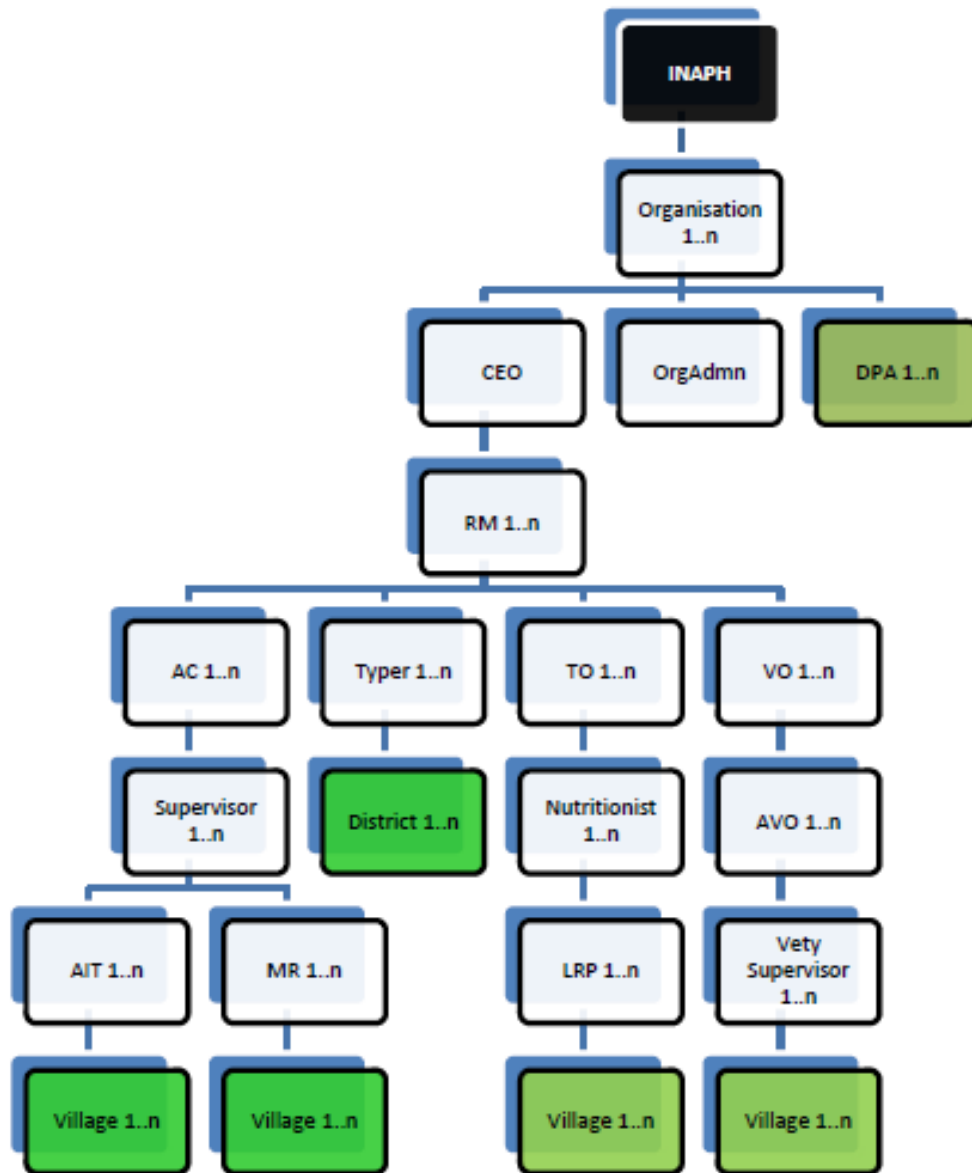 INAPH
Organisation
1..n
CEO
OrgAdmn
DPA 1..n
RM 1..n
AC 1..n
Typer 1..n
TO 1..n
VO 1..n
Supervisor
1..n
District 1..n
Nutritionist
1..n
AVO 1..n
AIT 1..n
MR 1..n
LRP 1..n
Vety
Supervisor
1..n
Village 1..n
Village 1..n
Village 1..n
Village 1..n